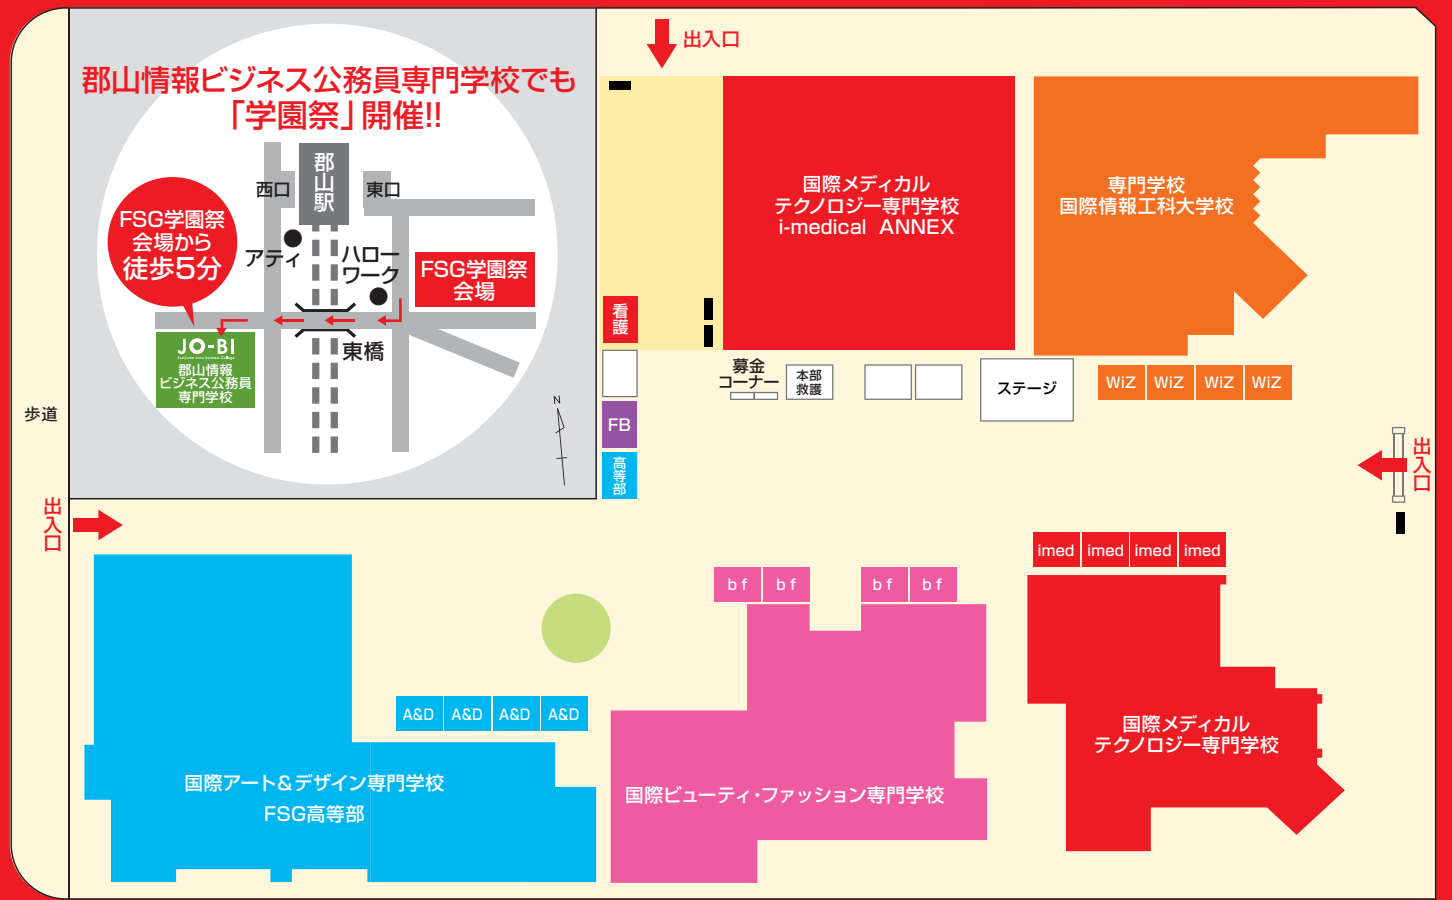 郡山情報ビジネス公務員専門学校でも
「学園祭」開催!!
郡山駅
西口
東口
FSG学園祭
会場から
徒歩5分
アティ
ハロー
ワーク
FSG学園祭
会場
東橋
JO-BI
郡山情報
ビジネス公務員
専門学校
N
歩道
出入口
出入口
国際メディカル
テクノロジー専門学校
i-medical ANNEX
専門学校
国際情報工科大学校
看護
FB
高等部
募金
コーナー
本部
救護
ステージ
WiZ
WiZ
WiZ
WiZ
出入口
imed
imed
imed
imed
bf
bf
bf
bf
A&D
A&D
A&D
A&D
国際アート&デザイン専門学校
FSG高等部
国際ビューティ・ファッション専門学校
国際メディカル
テクノロジー専門学校